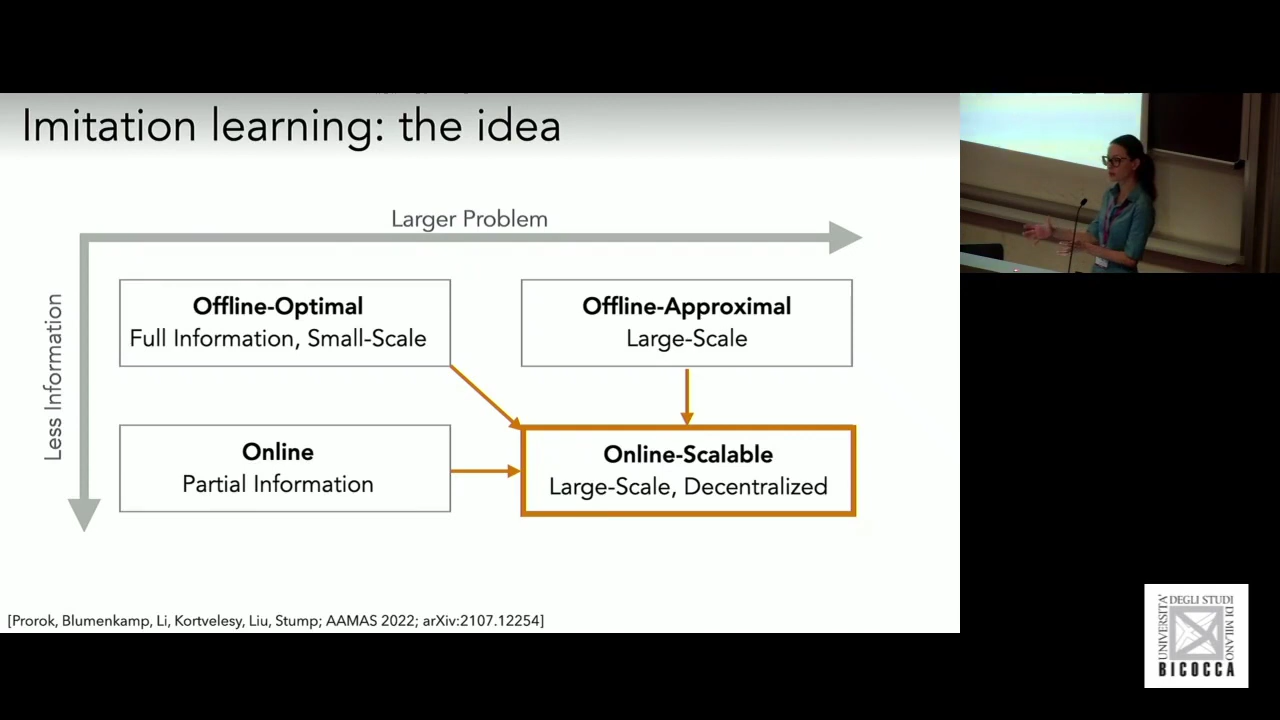 Imitation learning: the idea
Larger Problem
Less Information
Offline-Optimal
Full Information, Small-Scale
Offline-Approximal
Large-Scale
Online
Partial Information
Online-Scalable
Large-Scale, Decentralized
[Prorok, Blumenkamp, Li, Kortvelesy, Liu, Stump; AAMAS 2022; arXiv:2107.12254]
UNIVERSITA'
DEGLI STUDI
DI MILANO
BICOCCA